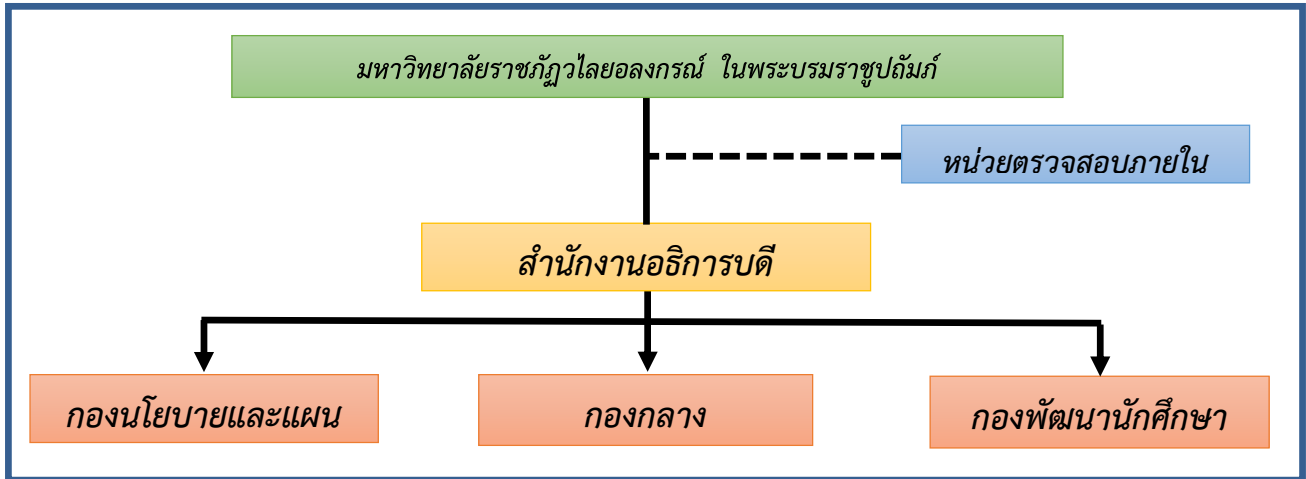 มหาวิทยาลัยราชภัฏวไลยอลงกรณ์ ในพระบรมราชูปถัมภ์
หน่วยตรวจสอบภายใน
สำนักงานอธิการบดี
กองนโยบายและแผน
กองกลาง
กองพัฒนานักศึกษา